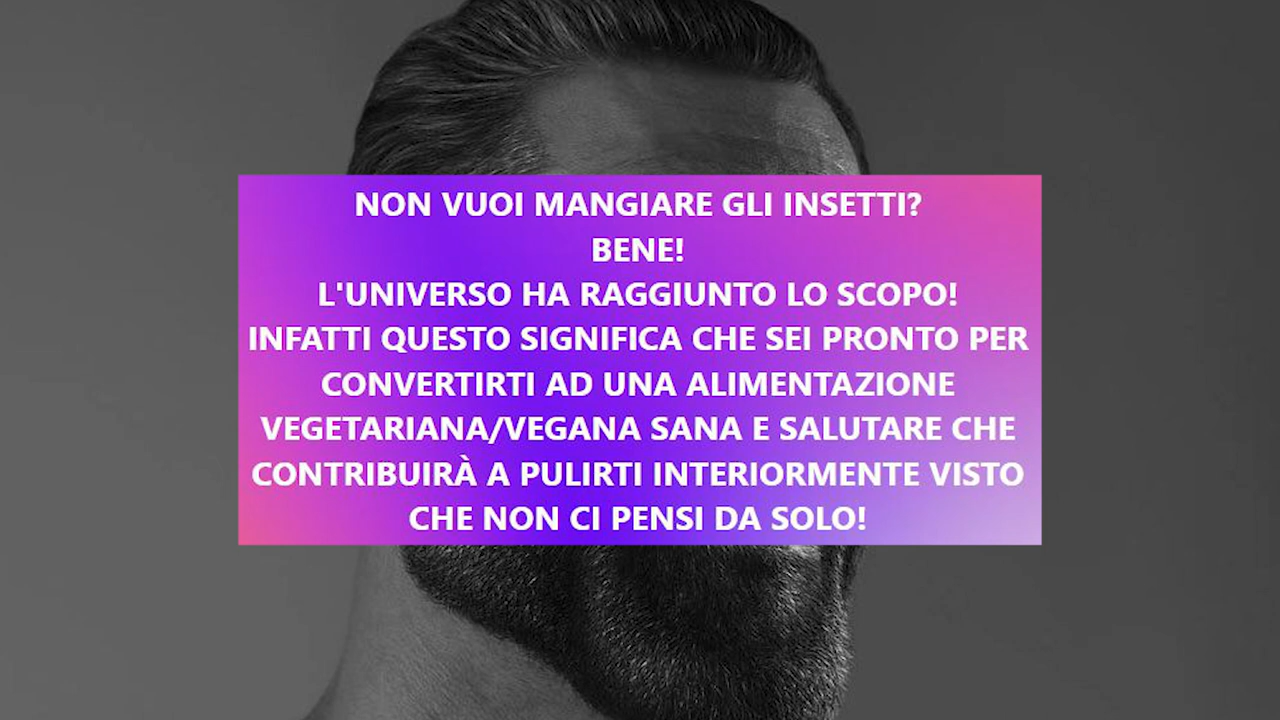 NON VUOI MANGIARE GLI INSETTI?
BENE!
L'UNIVERSO HA RAGGIUNTO LO SCOPO!
INFATTI QUESTO SIGNIFICA CHE SEI PRONTO PER
CONVERTIRTI AD UNA ALIMENTAZIONE
VEGETARIANA/VEGANA SANA E SALUTARE CHE
CONTRIBUIRÀ A PULIRTI INTERIORMENTE VISTO
CHE NON CI PENSI DA SOLO!